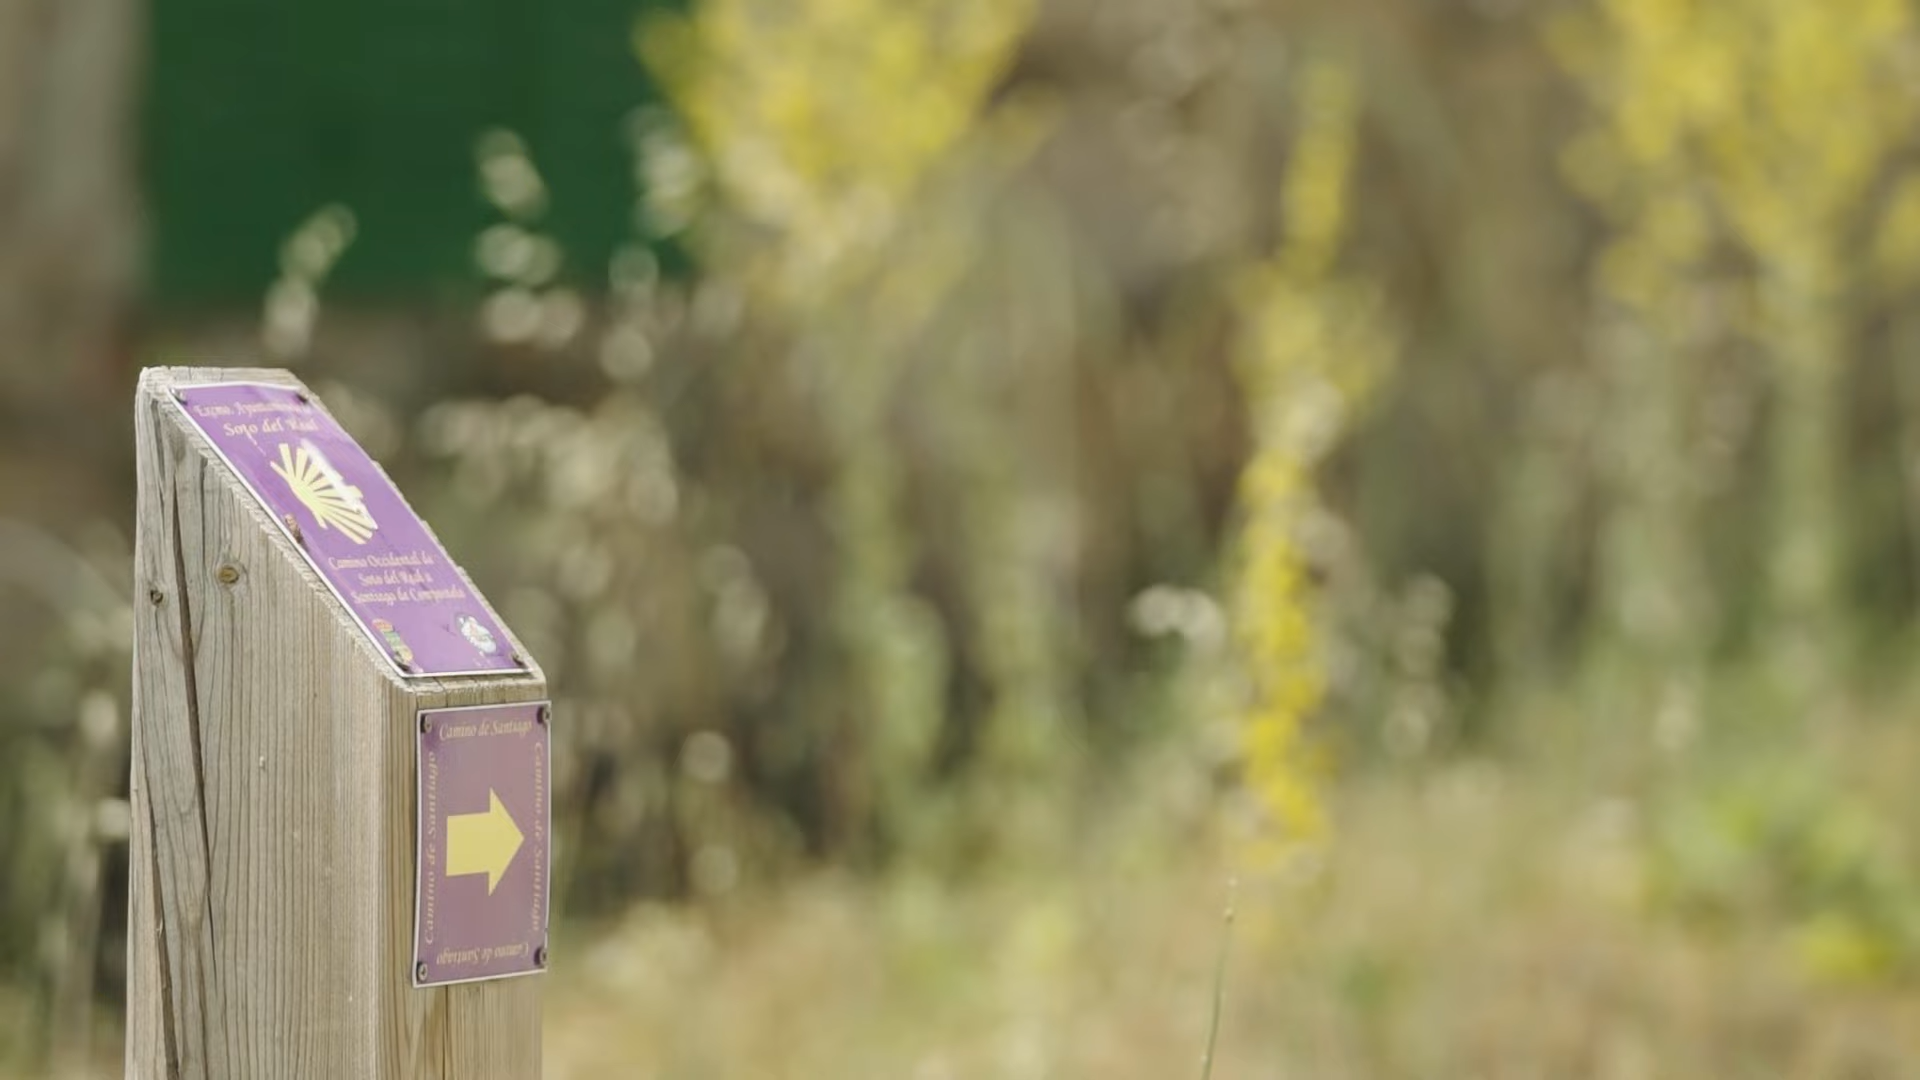 Excmo. Ayuntamiento de
Soto del Real
Camino Occidental de
Soto del Real a
Santiago de Compostela
Camino de Santiago
Camino de Santiago
Camino de Santiago
Camino de Santiago